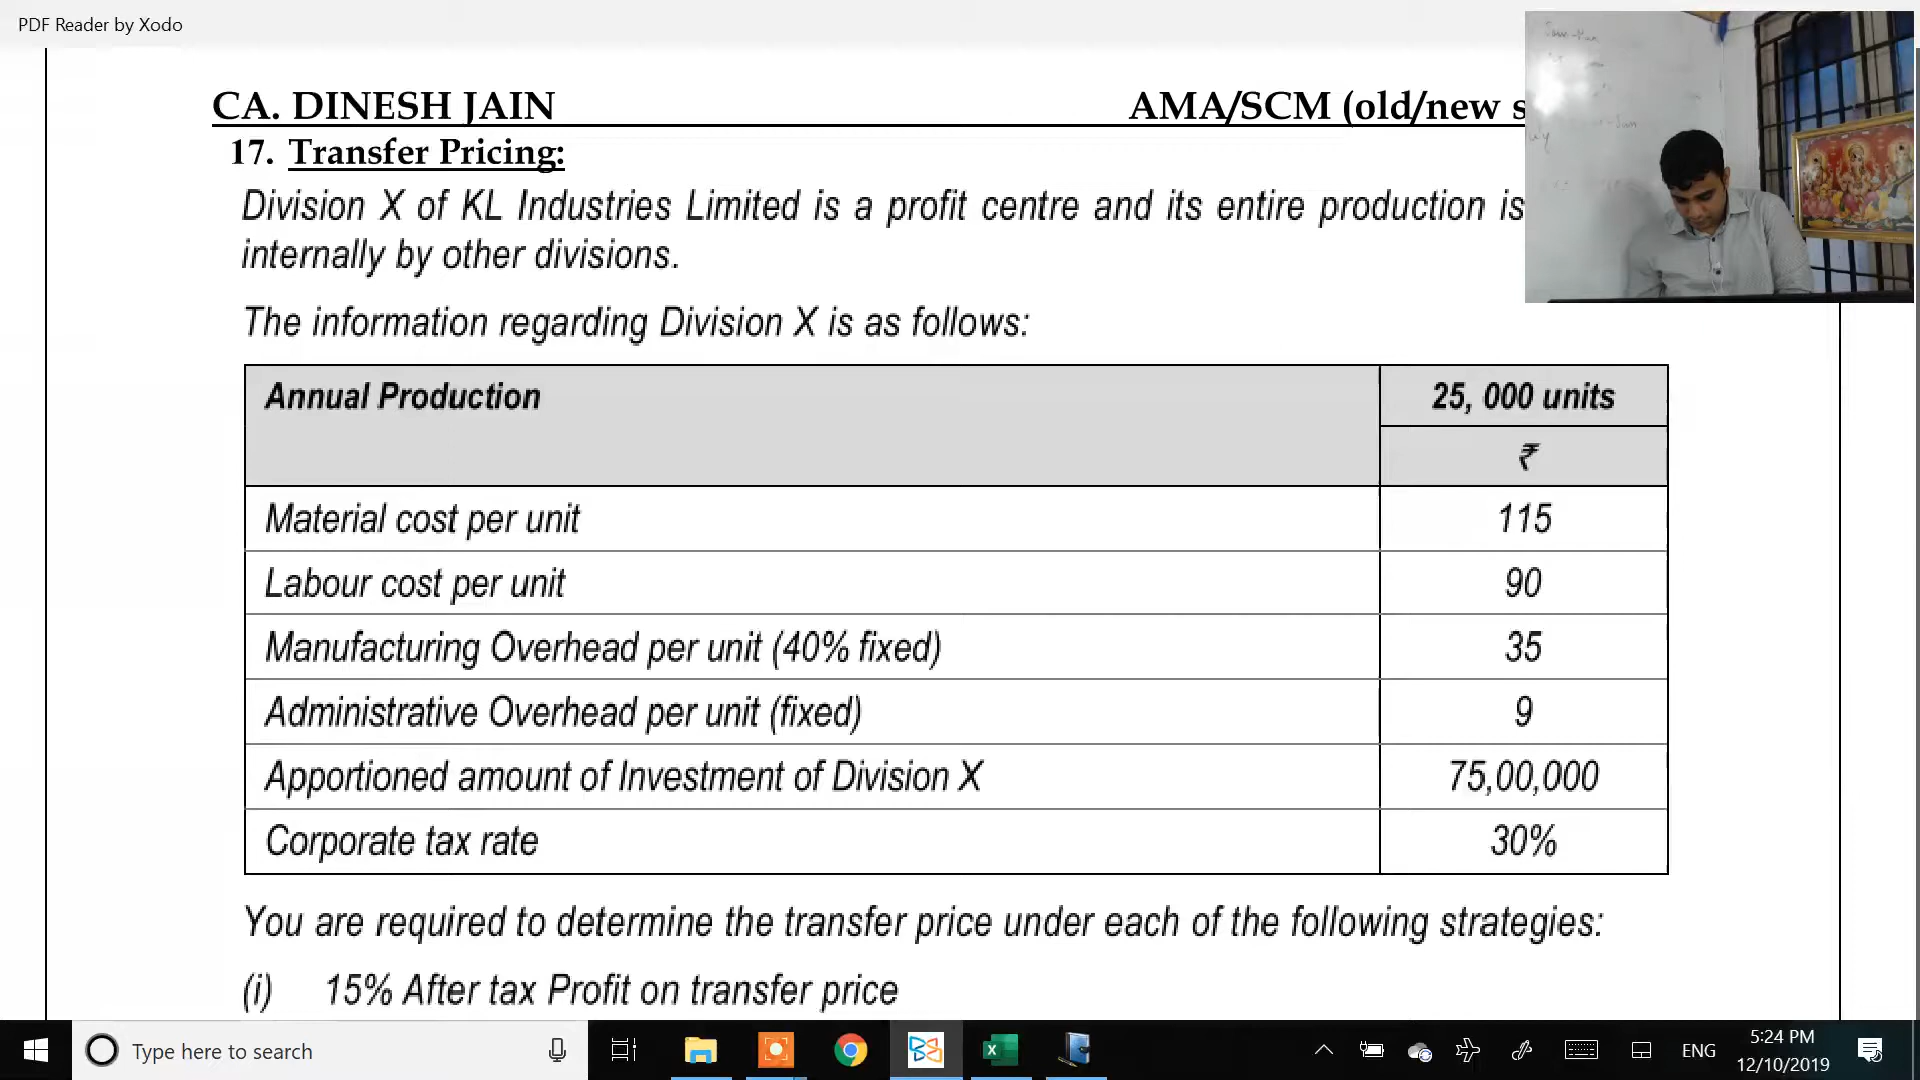 PDF Reader by Xodo
CA. DINESH JAIN AMA/SCM (old/new s
17. Transfer Pricing:
Division X of KL Industries Limited is a profit centre and its entire production is
internally by other divisions.
The information regarding Division X is as follows:
Annual Production 25, 000 units
₹
Material cost per unit 115
Labour cost per unit 90
Manufacturing Overhead per unit (40% fixed) 35
Administrative Overhead per unit (fixed) 9
Apportioned amount of Investment of Division X 75,00,000
Corporate tax rate 30%
You are required to determine the transfer price under each of the following strategies:
(i) 15% After tax Profit on transfer price
Type here to search
ENG
5:24 PM
12/10/2019